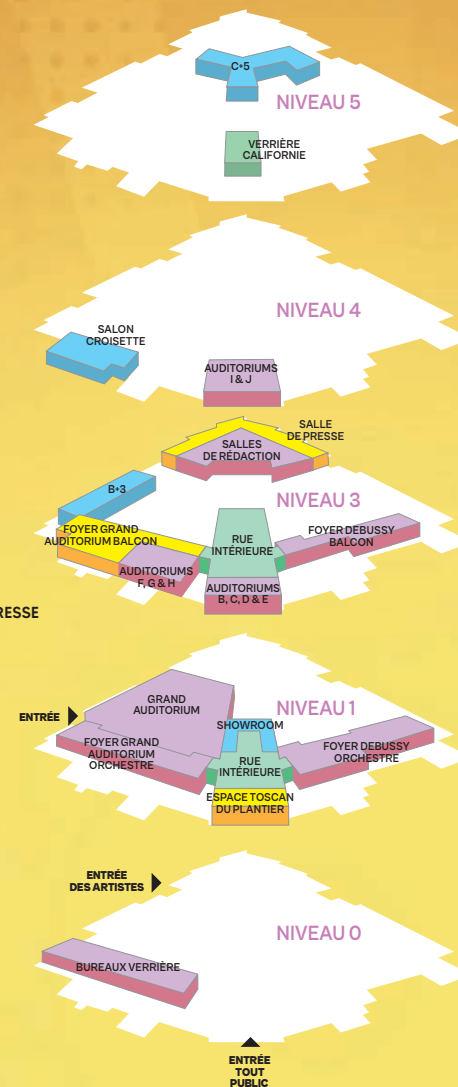 C+5
NIVEAU 5
VERRIÈRE
CALIFORNIE
NIVEAU 4
SALON
CROISETTE
AUDITORIUMS
I & J
SALLE
DE PRESSE
SALLES
DE RÉDACTION
B+3
NIVEAU 3
FOYER GRAND
AUDITORIUM BALCON
RUE
INTÉRIEURE
FOYER DEBUSSY
BALCON
AUDITORIUMS
F, G & H
AUDITORIUMS
B, C, D & E
RESSE
GRAND
AUDITORIUM
NIVEAU 1
ENTRÉE
SHOWROOM
FOYER GRAND
AUDITORIUM
ORCHESTRE
FOYER DEBUSSY
ORCHESTRE
RUE
INTÉRIEURE
ESPACE TOSCAN
DU PLANTIER
ENTRÉE
DES ARTISTES
NIVEAU 0
BUREAUX VERRIÈRE
ENTRÉE
TOUT
PUBLIC